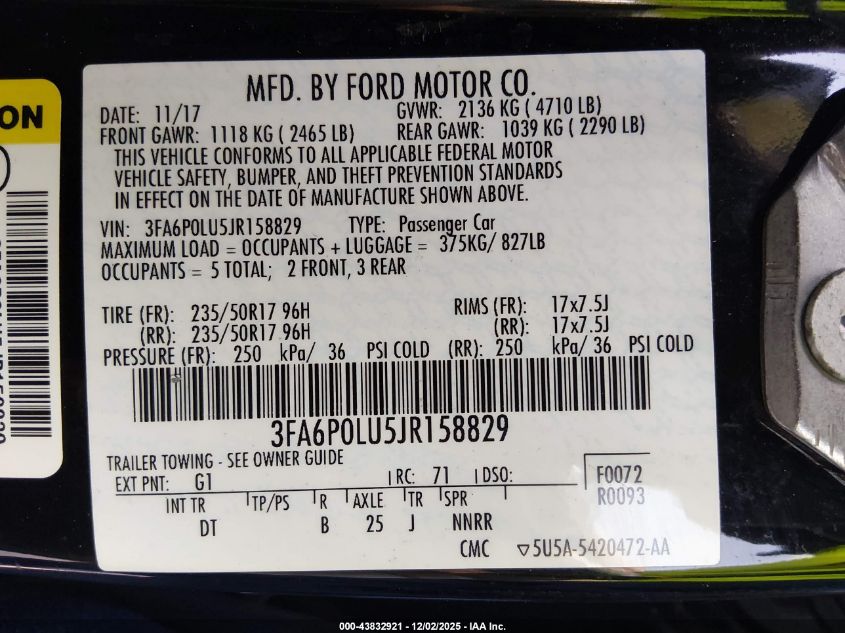 ON
MFD. BY FORD MOTOR CO.
DATE: 11/17 GVWR: 2136 KG ( 4710 LB)
FRONT GAWR: 1118 KG ( 2465 LB) REAR GAWR: 1039 KG ( 2290 LB)
THIS VEHICLE CONFORMS TO ALL APPLICABLE FEDERAL MOTOR
VEHICLE SAFETY, BUMPER, AND THEFT PREVENTION STANDARDS
IN EFFECT ON THE DATE OF MANUFACTURE SHOWN ABOVE.
VIN: 3FA6P0LU5JR158829 TYPE: Passenger Car
MAXIMUM LOAD = OCCUPANTS + LUGGAGE = 375KG/ 827LB
OCCUPANTS = 5 TOTAL; 2 FRONT, 3 REAR
TIRE (FR): 235/50R17 96H RIMS (FR): 17x7.5J
(RR): 235/50R17 96H (RR): 17x7.5J
PRESSURE (FR): 250 kPa/ 36 PSI COLD (RR): 250 kPa/ 36 PSI COLD
3FA6P0LU5JR158829
TRAILER TOWING - SEE OWNER GUIDE
EXT PNT: G1 RC: 71 DSO: F0072
R0093
INT TR TP/PS R AXLE TR SPR
DT B 25 J NNRR
CMC ▽5U5A-5420472-AA
000-43832921 - 12/02/2025 - IAA Inc.